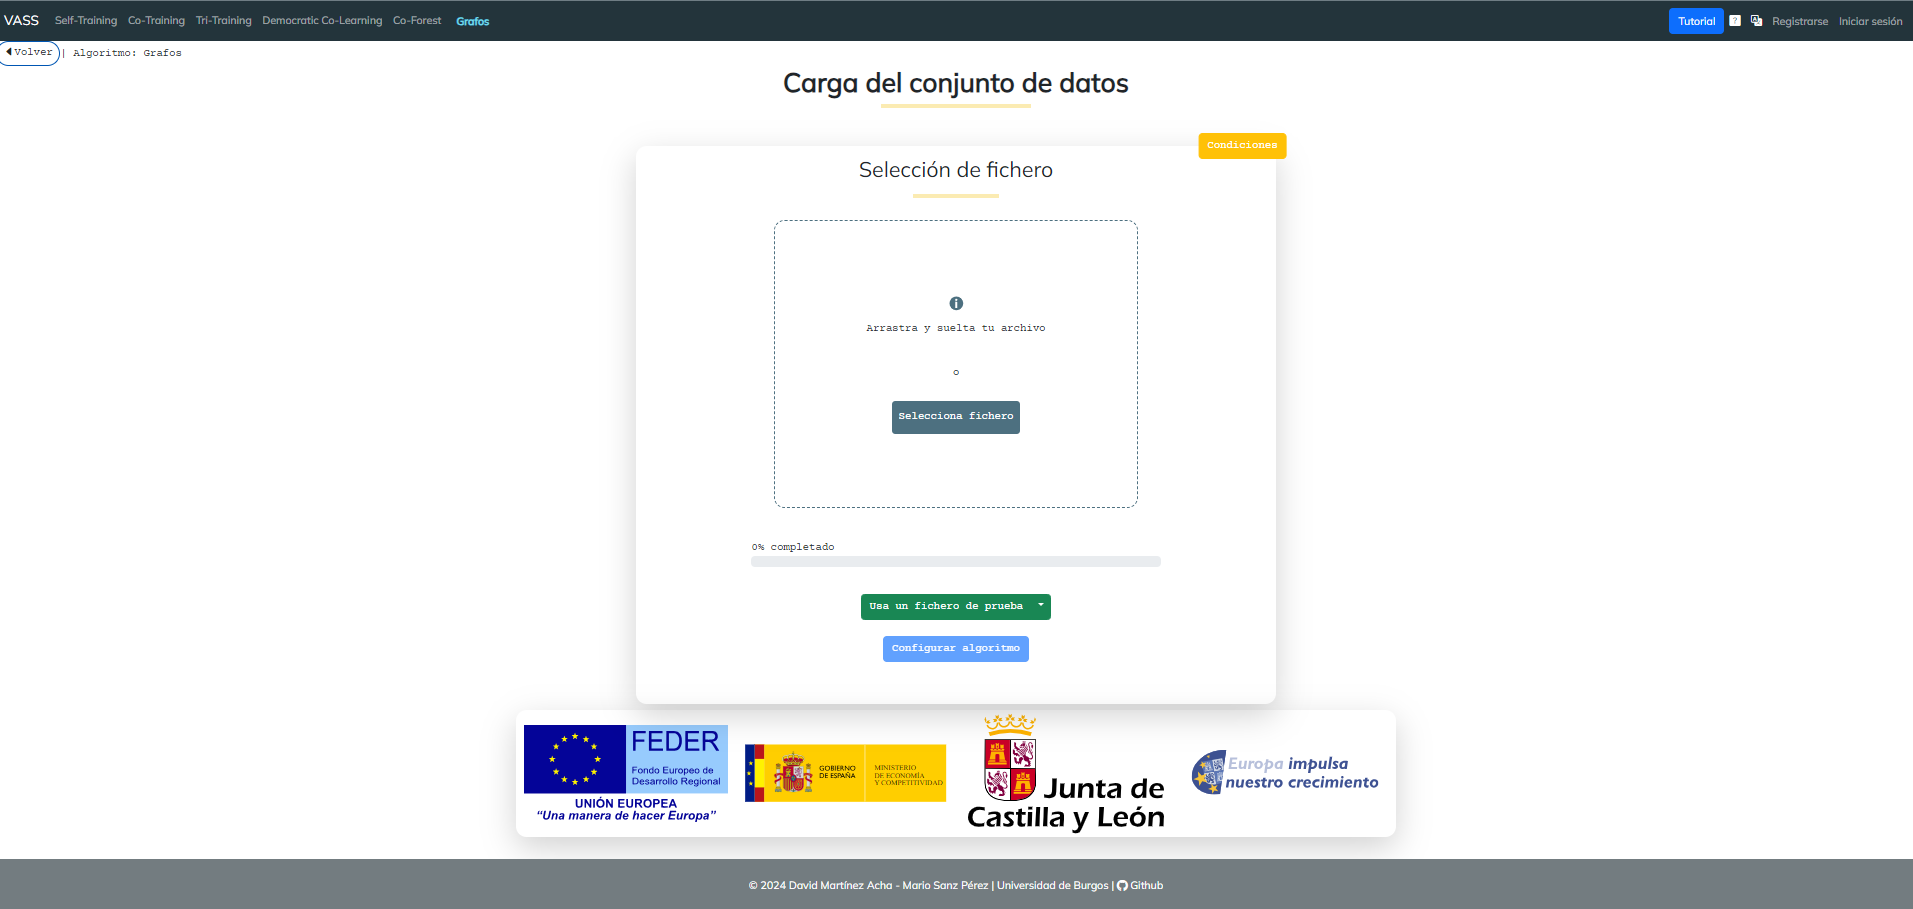 VASS Self-Training Co-Training Tri-Training Democratic Co-Learning Co-Forest Grafos Tutorial ? Registrarse Iniciar sesión
Volver | Algoritmo: Grafos
Carga del conjunto de datos
Condiciones
Selección de fichero
Arrastra y suelta tu archivo
o
Selecciona fichero
0% completado
Usa un fichero de prueba
Configurar algoritmo
FEDER
Fondo Europeo de
Desarrollo Regional
UNIÓN EUROPEA
“Una manera de hacer Europa”
GOBIERNO
DE ESPAÑA
MINISTERIO
DE ECONOMÍA
Y COMPETITIVIDAD
Junta de
Castilla y León
Europa impulsa
nuestro crecimiento
© 2024 David Martínez Acha - Mario Sanz Pérez | Universidad de Burgos | Github